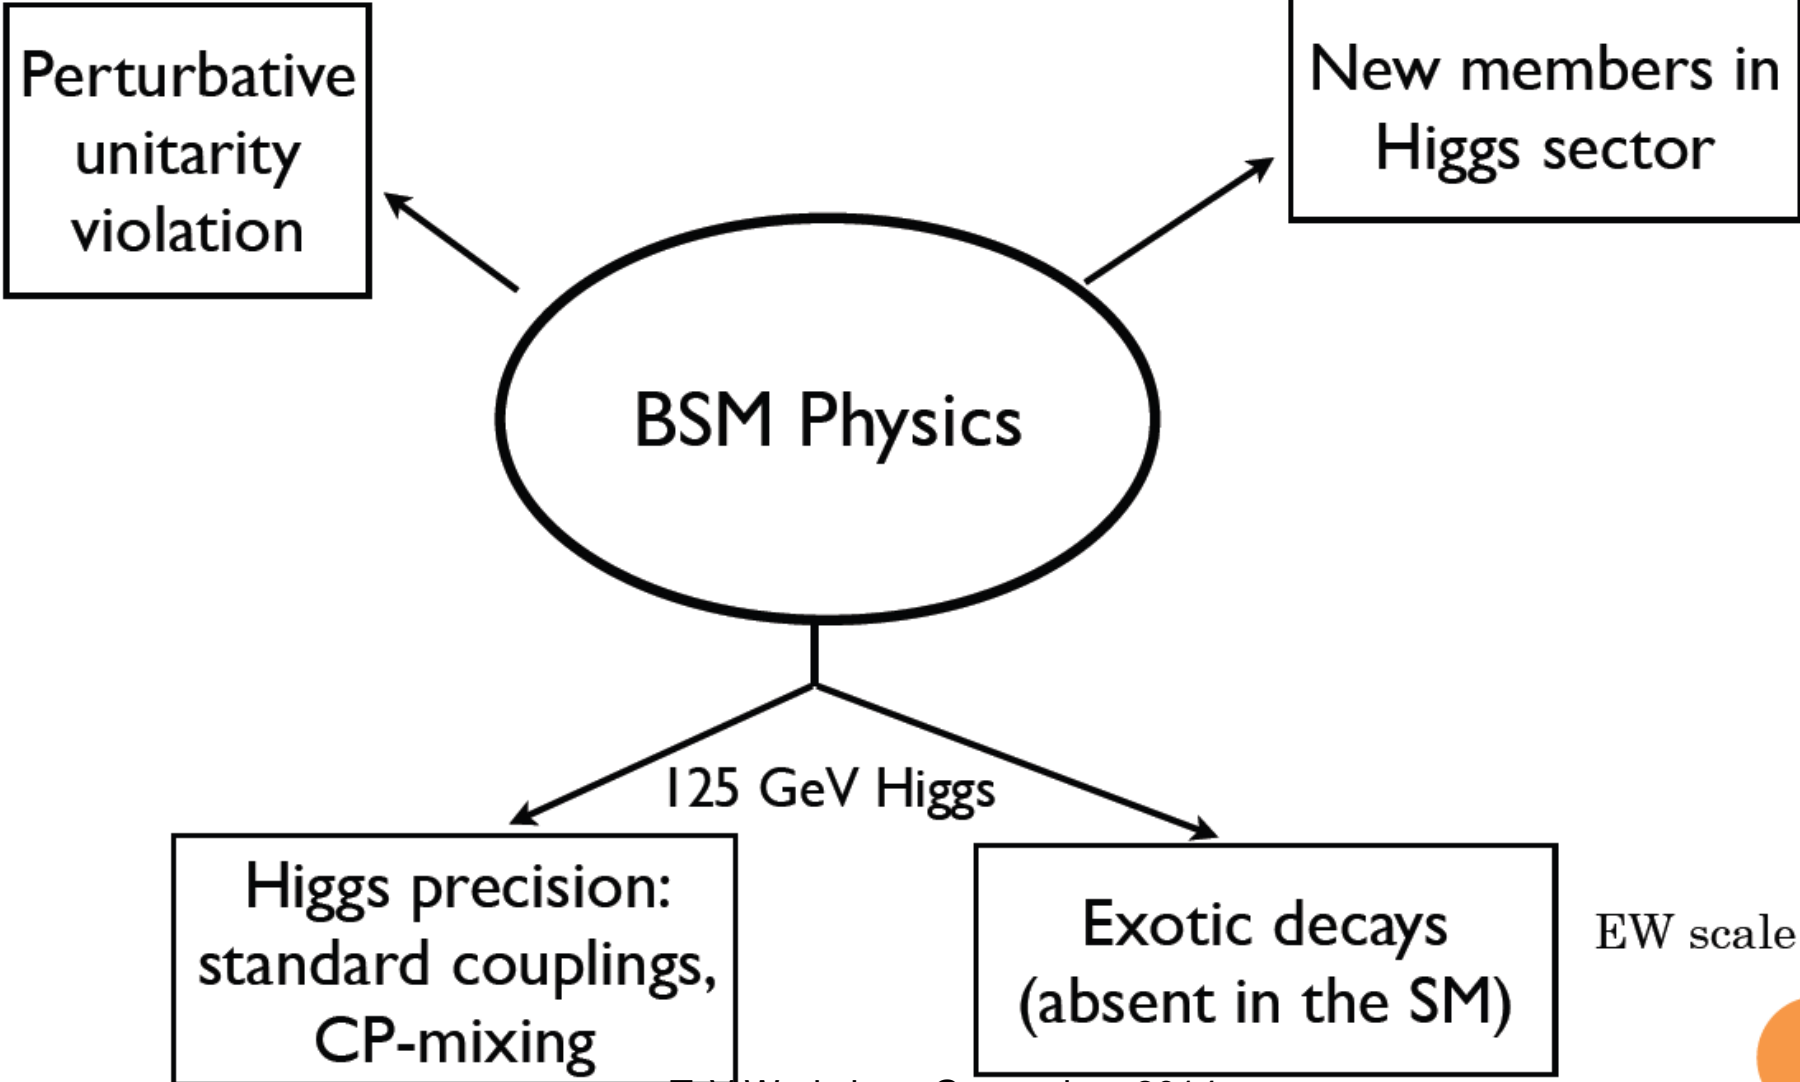 Perturbative
unitarity
violation
New members in
Higgs sector
BSM Physics
125 GeV Higgs
Higgs precision:
standard couplings,
CP-mixing
Exotic decays
(absent in the SM)
EW scale